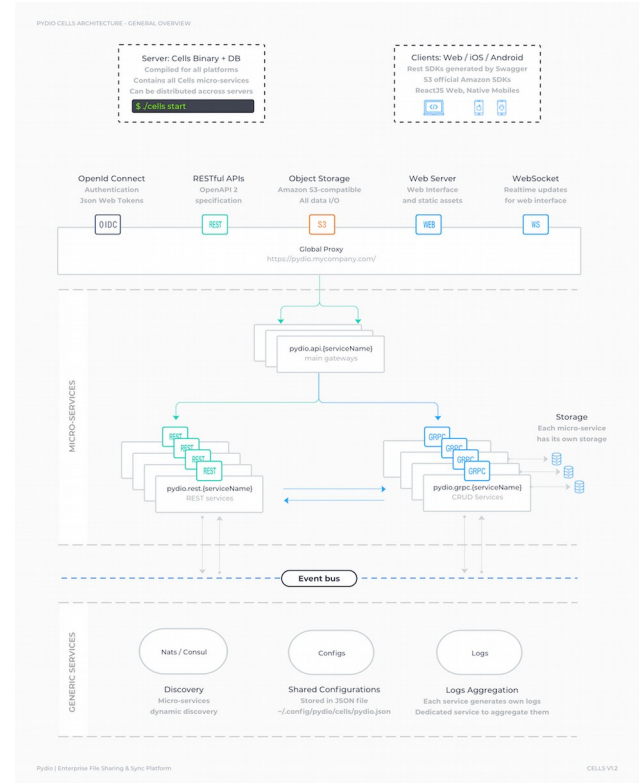 PYDIO CELLS ARCHITECTURE - GENERAL OVERVIEW
Server: Cells Binary + DB
Compiled for all platforms
Contains all Cells micro-services
Can be distributed accross servers
$ ./cells start
Clients: Web / iOS / Android
Rest SDKs generated by Swagger
S3 official Amazon SDKs
ReactJS Web, Native Mobiles
OpenId Connect
Authentication
Json Web Tokens
RESTful APIs
OpenAPI 2
specification
Object Storage
Amazon S3-compatible
All data I/O
Web Server
Web Interface
and static assets
WebSocket
Realtime updates
for web interface
OIDC
REST
S3
WEB
WS
Global Proxy
https://pydio.mycompany.com/
MICRO-SERVICES
pydio.api.{serviceName}
main gateways
Storage
Each micro-service
has its own storage
REST
REST
REST
REST
pydio.rest.{serviceName}
REST services
GRPC
GRPC
GRPC
GRPC
pydio.grpc.{serviceName}
CRUD Services
Event bus
GENERIC SERVICES
Nats / Consul
Configs
Logs
Discovery
Micro-services
dynamic discovery
Shared Configurations
Stored in JSON file
~/.config/pydio/cells/pydio.json
Logs Aggregation
Each service generates own logs
Dedicated service to aggregate them
Pydio | Enterprise File Sharing & Sync Platform
CELLS V1.2